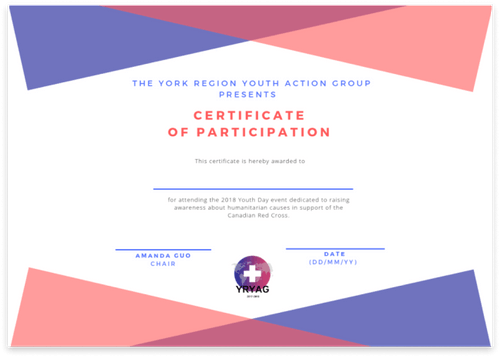 THE YORK REGION YOUTH ACTION GROUP
PRESENTS
CERTIFICATE
OF PARTICIPATION
This certificate is hereby awarded to
for attending the 2018 Youth Day event dedicated to raising
awareness about humanitarian causes in support of the
Canadian Red Cross.
AMANDA GUO
CHAIR
DATE
(DD/MM/YY)
YRYAG